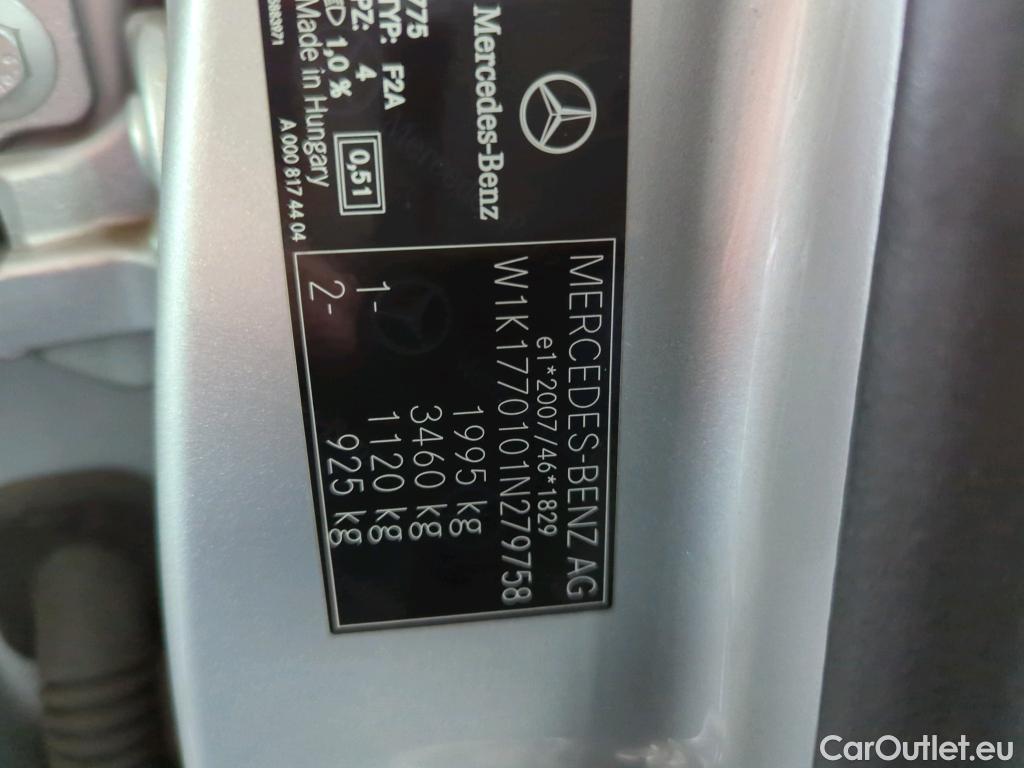 Mercedes-Benz
775
TYP: F2A
PZ: 4
ED 1,0 %
0,51
Made in Hungary
A 000 817 44 04
MERCEDES-BENZ AG
e1*2007/46*1829
W1K1770101N279758
1995 kg
3460 kg
1- 1120 kg
2- 925 kg
CarOutlet.eu